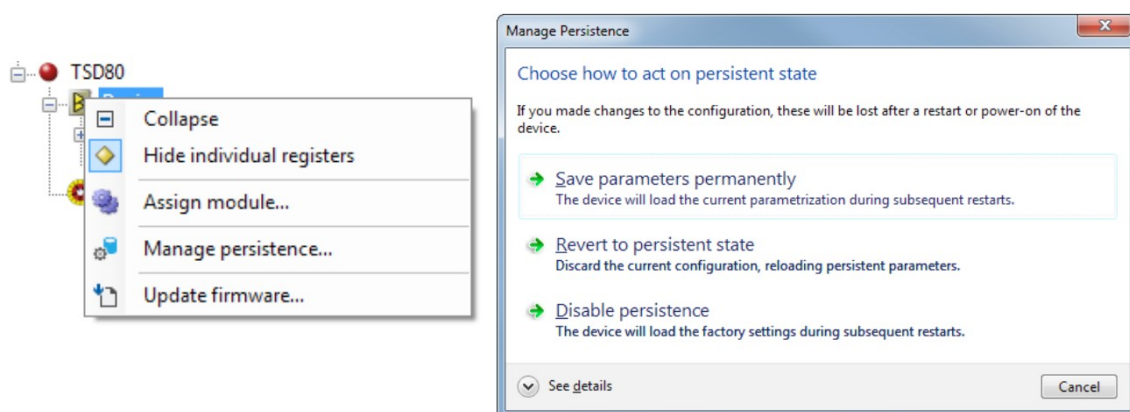 TSD80
Collapse
Hide individual registers
Assign module...
Manage persistence...
Update firmware...
Manage Persistence
Choose how to act on persistent state
If you made changes to the configuration, these will be lost after a restart or power-on of the
device.
Save parameters permanently
The device will load the current parametrization during subsequent restarts.
Revert to persistent state
Discard the current configuration, reloading persistent parameters.
Disable persistence
The device will load the factory settings during subsequent restarts.
See details
Cancel